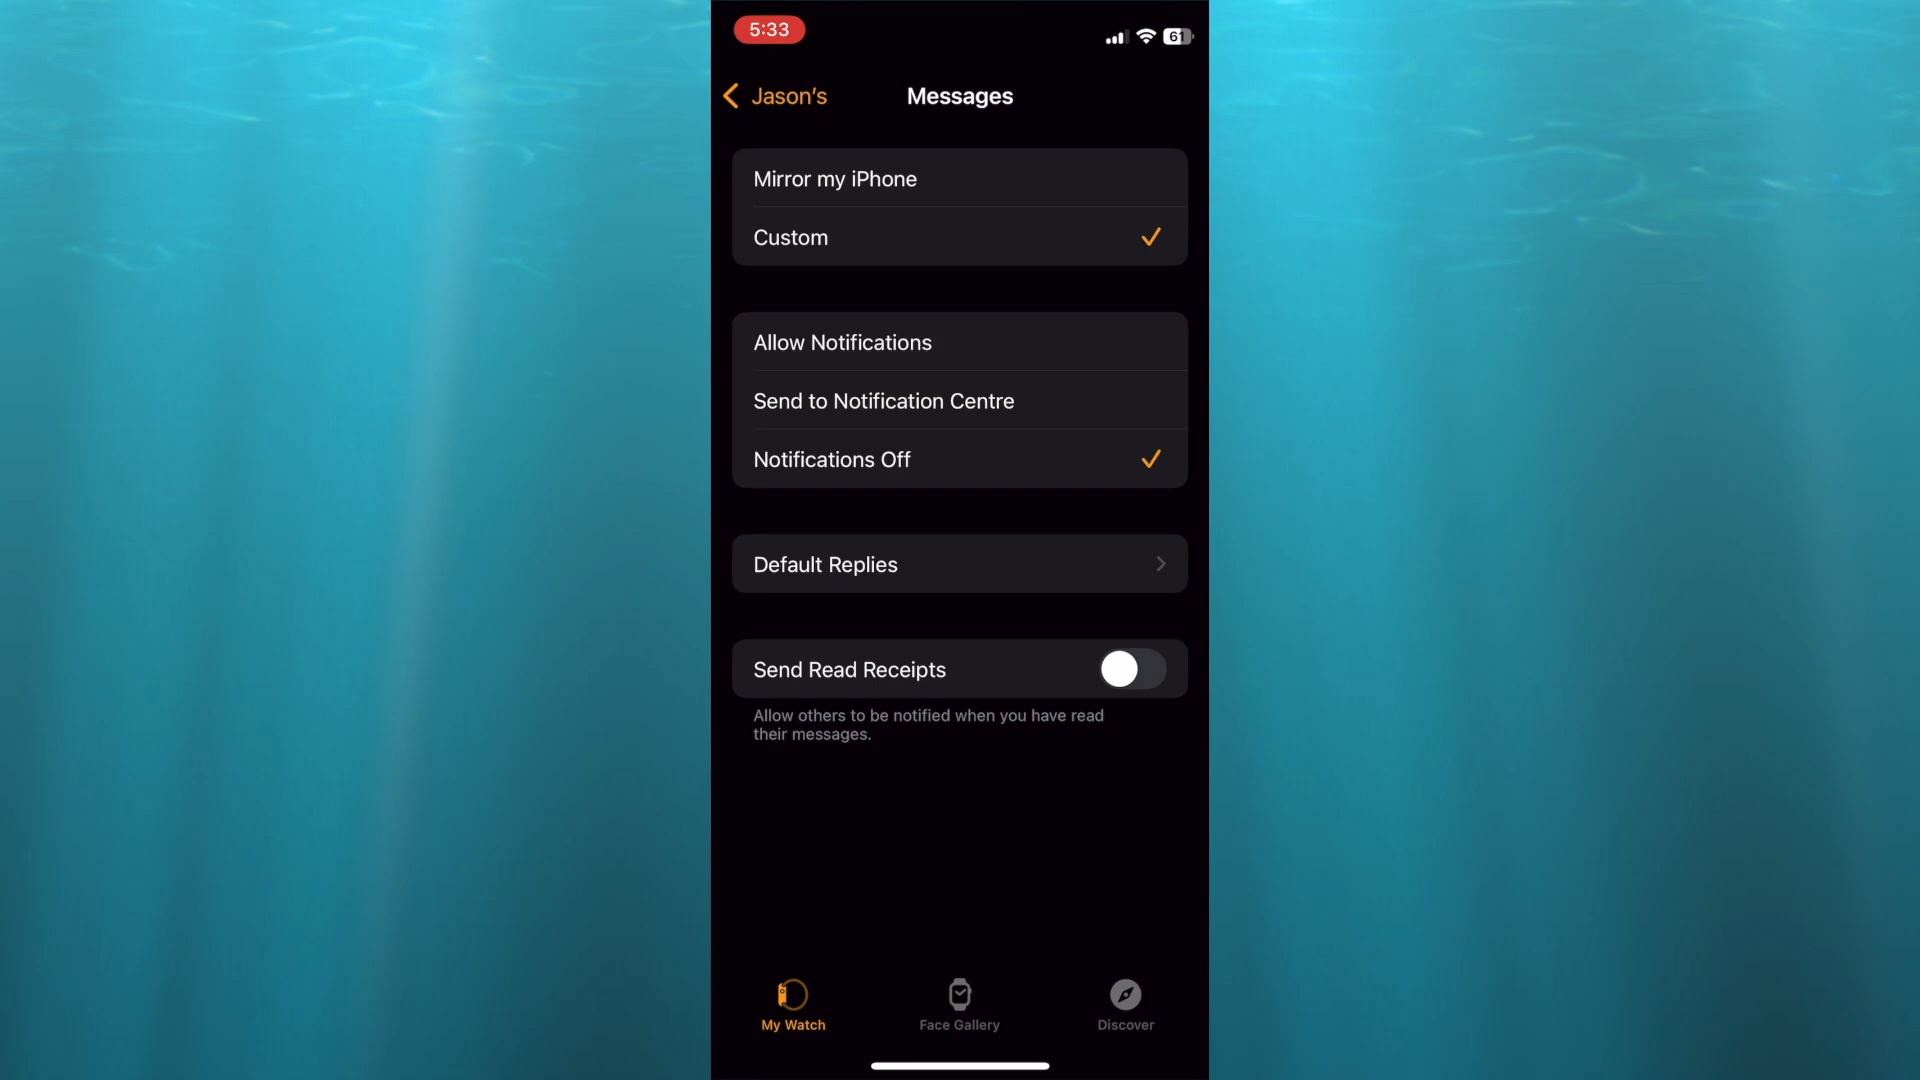 5:33
61
Jason's
Messages
Mirror my iPhone
Custom
Allow Notifications
Send to Notification Centre
Notifications Off
Default Replies
Send Read Receipts
Allow others to be notified when you have read
their messages.
My Watch
Face Gallery
Discover